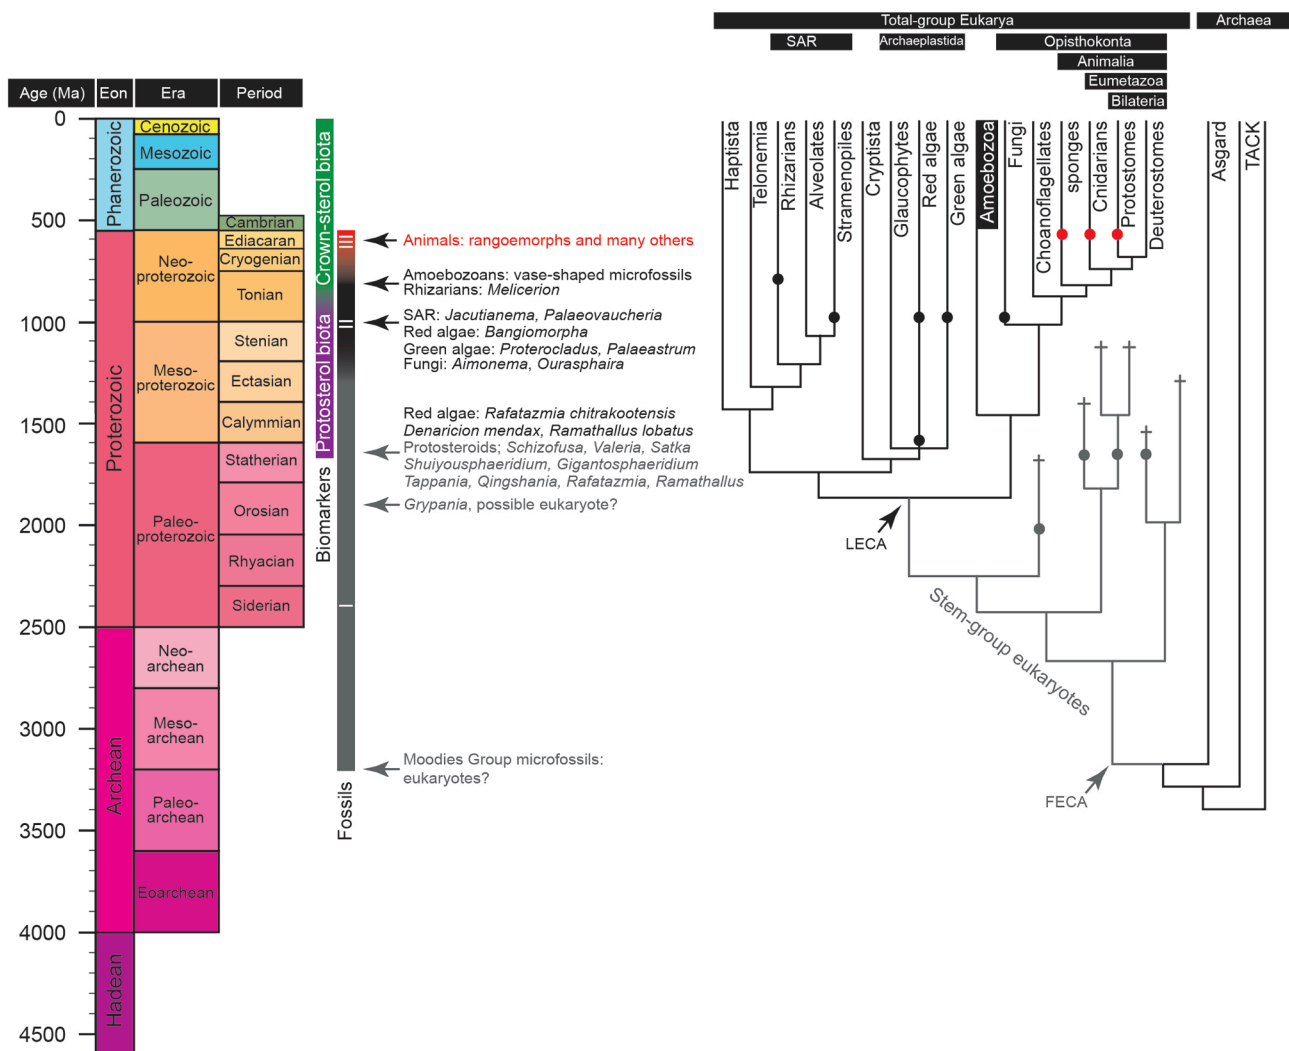 Total-group Eukarya
Archaea
SAR
Archaeplastida
Opisthokonta
Animalia
Eumetazoa
Bilateria
Age (Ma)
Eon
Era
Period
0
500
1000
1500
2000
2500
3000
3500
4000
4500
Phanerozoic
Proterozoic
Archean
Hadean
Cenozoic
Mesozoic
Paleozoic
Neo-
proterozoic
Meso-
proterozoic
Paleo-
proterozoic
Neo-
archean
Meso-
archean
Paleo-
archean
Eoarchean
Cambrian
Ediacaran
Cryogenian
Tonian
Stenian
Ectasian
Calymmian
Statherian
Orosian
Rhyacian
Siderian
Crown-sterol biota
Protosterol biota
Biomarkers
Fossils
Animals: rangoemorphs and many others
Amoebozoans: vase-shaped microfossils
Rhizarians: Melicerion
SAR: Jacutianema, Palaeovaucheria
Red algae: Bangiomorpha
Green algae: Proterocladus, Palaeastrum
Fungi: Aimonema, Ourasphaira
Red algae: Rafatazmia chitrakootensis
Denaricion mendax, Ramathallus lobatus
Protosteroids; Schizofusa, Valeria, Satka
Shuiyousphaeridium, Gigantosphaeridium
Tappania, Qingshania, Rafatazmia, Ramathallus
Grypania, possible eukaryote?
Moodies Group microfossils:
eukaryotes?
Haptista
Telonemia
Rhizarians
Alveolates
Stramenopiles
Cryptista
Glaucophytes
Red algae
Green algae
Amoebozoa
Fungi
Choanoflagellates
sponges
Cnidarians
Protostomes
Deuterostomes
Asgard
TACK
LECA
Stem-group eukaryotes
FECA